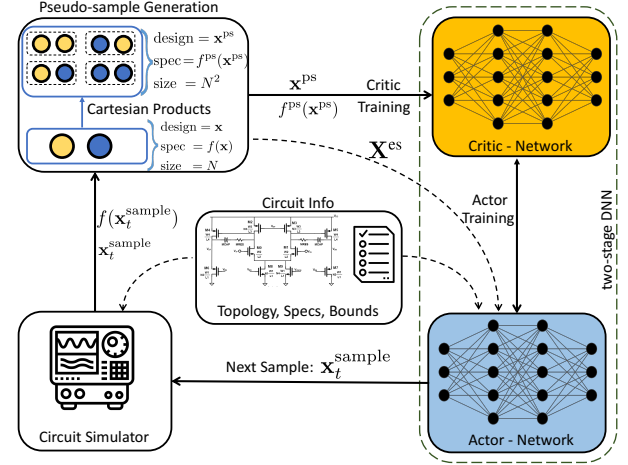 Pseudo-sample Generation
design = x^ps
spec = f^ps(x^ps)
size = N^2
Cartesian Products
design = x
spec = f(x)
size = N
x^ps
f^ps(x^ps)
Critic
Training
Critic - Network
X^es
f(x_t^sample)
x_t^sample
Circuit Info
Topology, Specs, Bounds
Actor
Training
two-stage DNN
Next Sample: x_t^sample
Circuit Simulator
Actor - Network